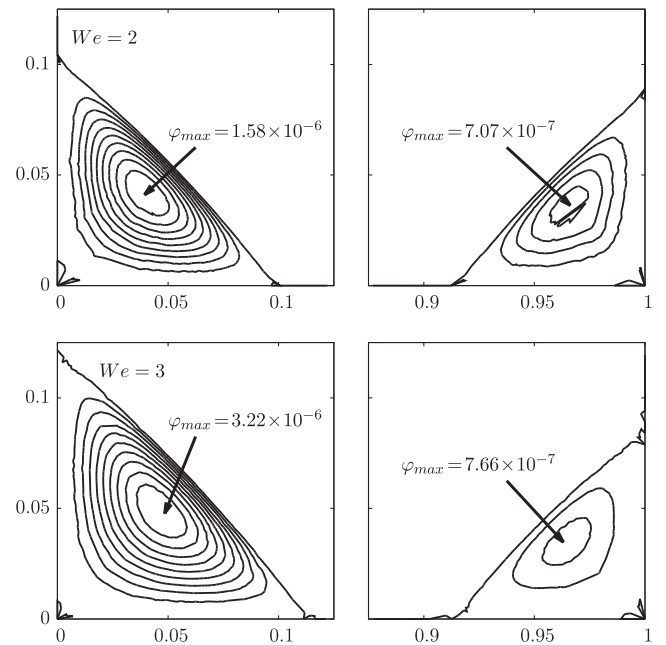 We = 2
0.1
φmax=1.58×10⁻⁶
φmax=7.07×10⁻⁷
0.05
0
0 0.05 0.1
0.9 0.95 1
We = 3
0.1
φmax=3.22×10⁻⁶
φmax=7.66×10⁻⁷
0.05
0
0 0.05 0.1
0.9 0.95 1